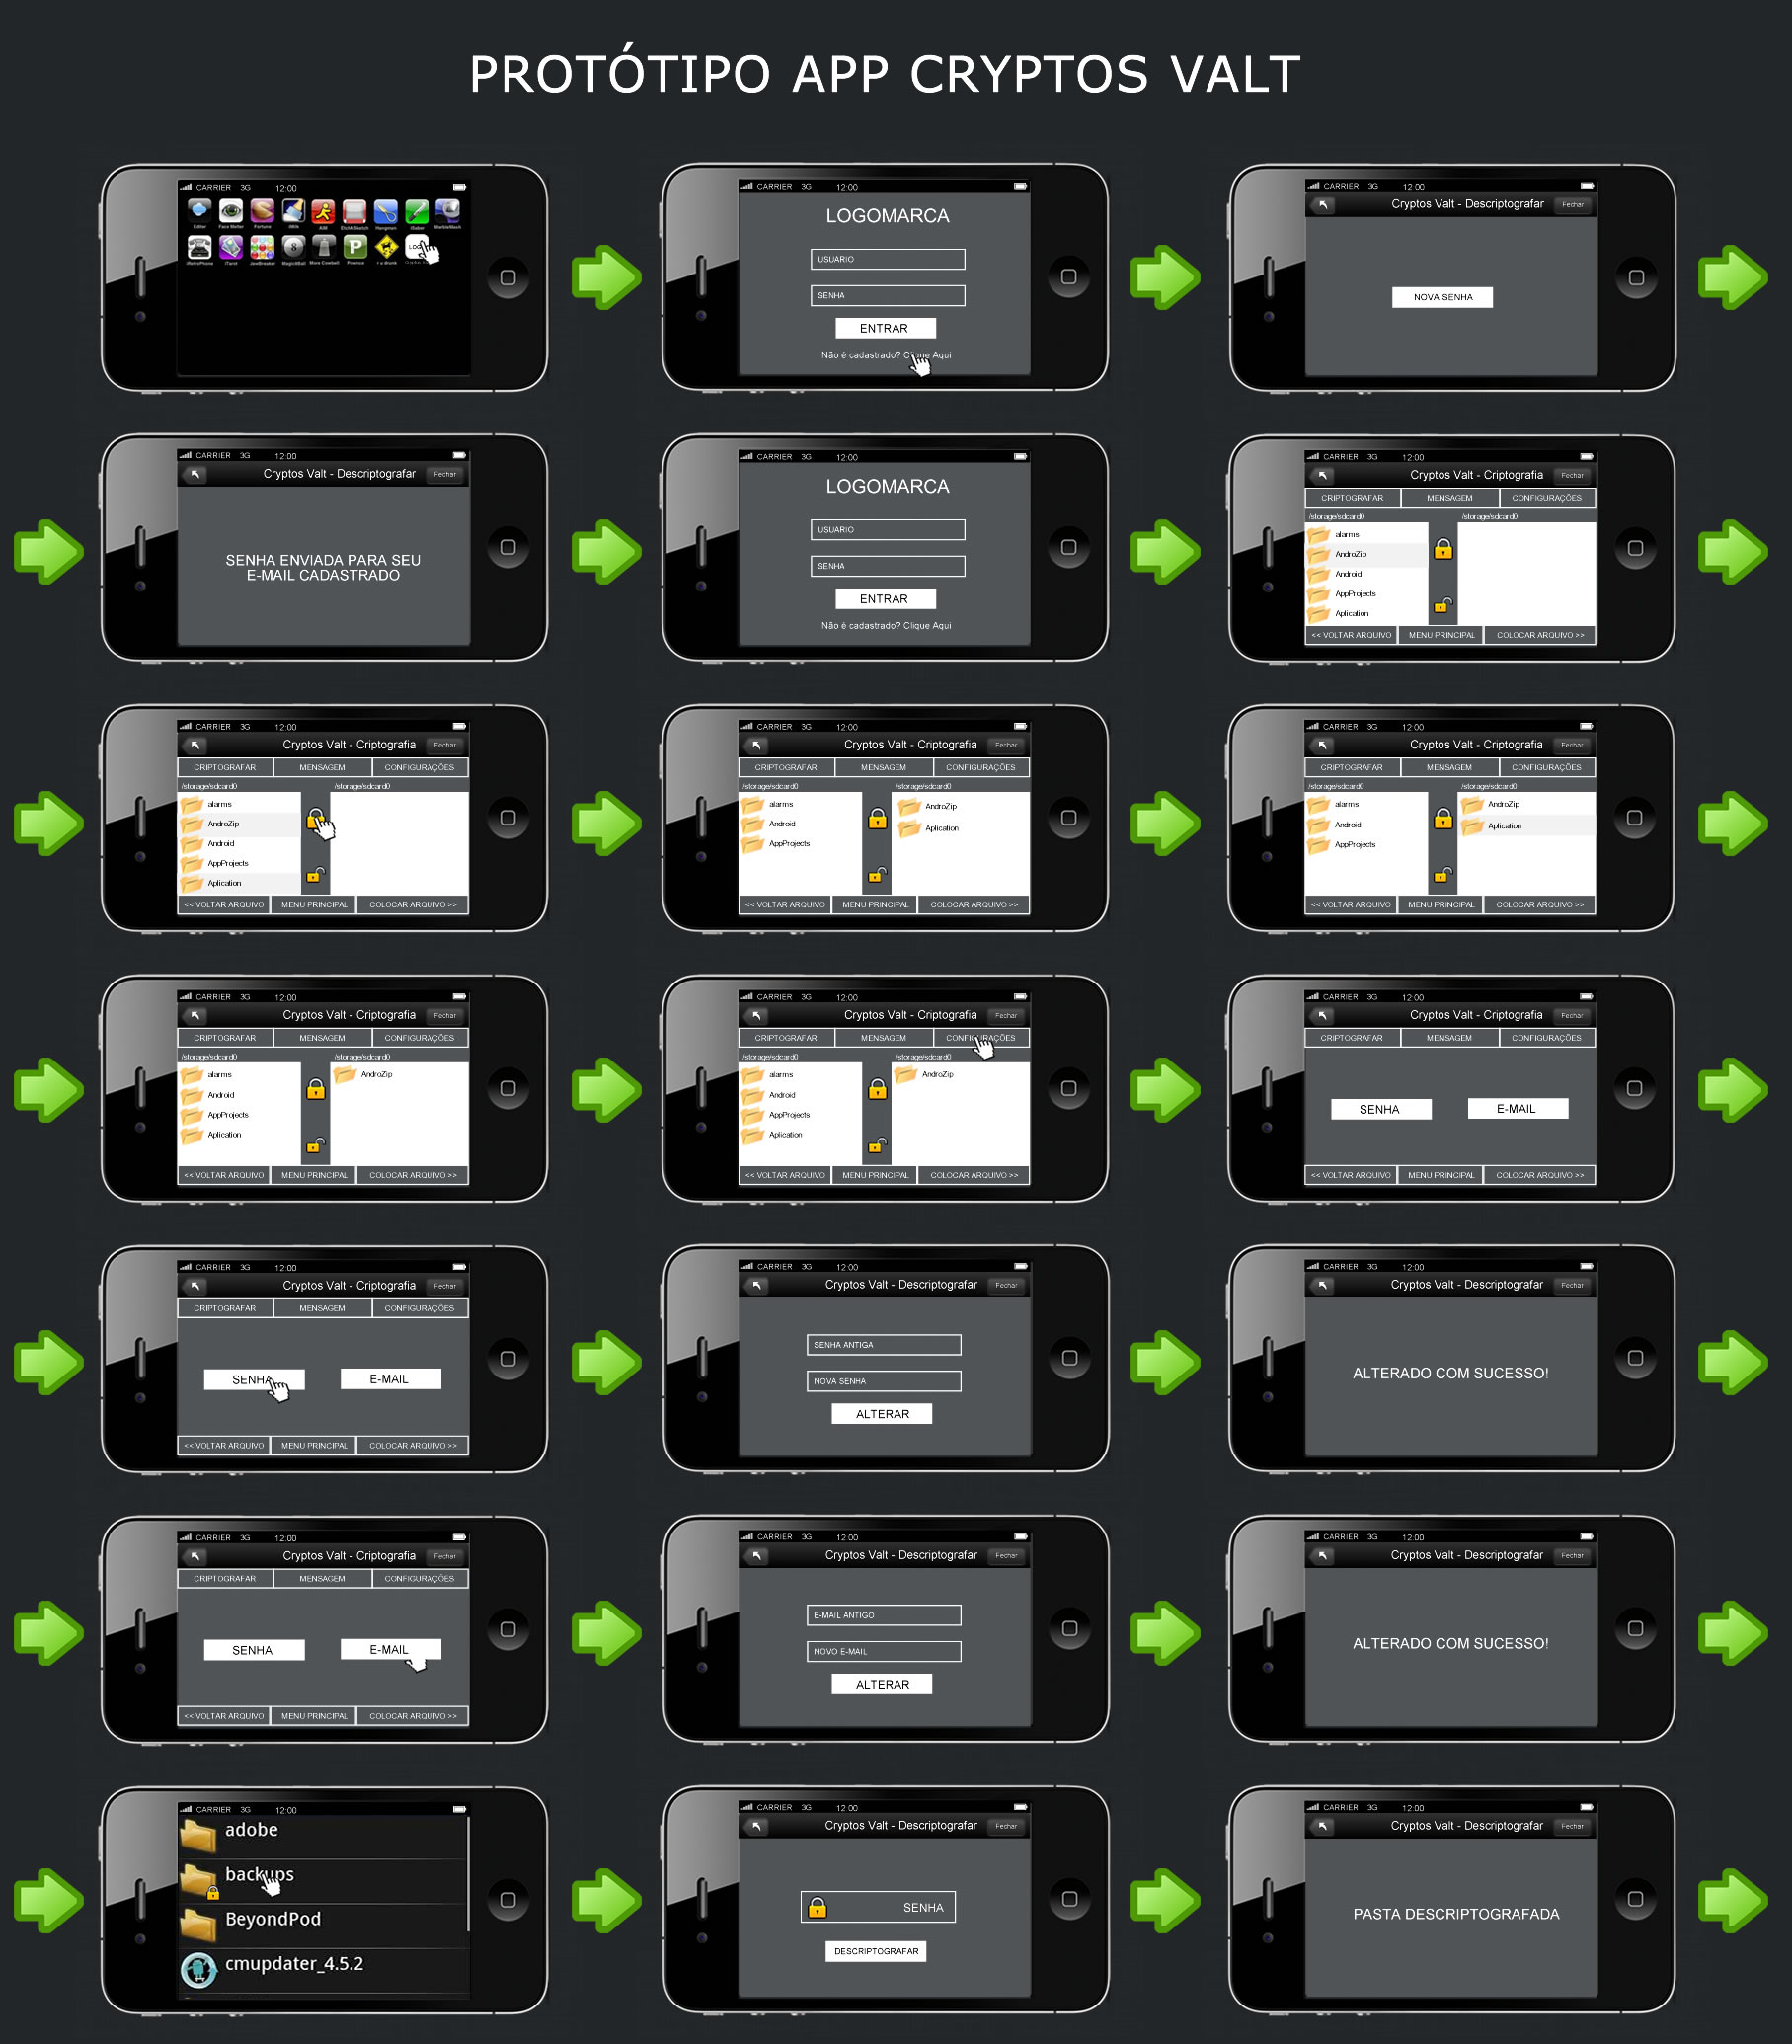 PROTÓTIPO APP CRYPTOS VALT
CARRIER 3G 12:00
Editor Face Melter Fortune iMilk AIM Etch&Sketch Hangman iSaber MarbleMash
iRetroPhone iTarot JawBreaker Magic8Ball More Cowbell! Pownce r u drunk
CARRIER 3G 12:00
LOGOMARCA
USUARIO
SENHA
ENTRAR
Não é cadastrado? Clique Aqui
CARRIER 3G 12:00
Cryptos Valt - Descriptografar Fechar
NOVA SENHA
CARRIER 3G 12:00
Cryptos Valt - Descriptografar Fechar
SENHA ENVIADA PARA SEU
E-MAIL CADASTRADO
CARRIER 3G 12:00
LOGOMARCA
USUARIO
SENHA
ENTRAR
Não é cadastrado? Clique Aqui
CARRIER 3G 12:00
Cryptos Valt - Criptografia Fechar
CRIPTOGRAFAR MENSAGEM CONFIGURAÇÕES
/storage/sdcard0 /storage/sdcard0
alarms
AndroZip
Android
AppProjects
Aplication
<< VOLTAR ARQUIVO MENU PRINCIPAL COLOCAR ARQUIVO >>
CARRIER 3G 12:00
Cryptos Valt - Criptografia Fechar
CRIPTOGRAFAR MENSAGEM CONFIGURAÇÕES
/storage/sdcard0 /storage/sdcard0
alarms
AndroZip
Android
AppProjects
Aplication
<< VOLTAR ARQUIVO MENU PRINCIPAL COLOCAR ARQUIVO >>
CARRIER 3G 12:00
Cryptos Valt - Criptografia Fechar
CRIPTOGRAFAR MENSAGEM CONFIGURAÇÕES
/storage/sdcard0 /storage/sdcard0
alarms AndroZip
Android Aplication
AppProjects
<< VOLTAR ARQUIVO MENU PRINCIPAL COLOCAR ARQUIVO >>
CARRIER 3G 12:00
Cryptos Valt - Criptografia Fechar
CRIPTOGRAFAR MENSAGEM CONFIGURAÇÕES
/storage/sdcard0 /storage/sdcard0
alarms AndroZip
Android Aplication
AppProjects
<< VOLTAR ARQUIVO MENU PRINCIPAL COLOCAR ARQUIVO >>
CARRIER 3G 12:00
Cryptos Valt - Criptografia Fechar
CRIPTOGRAFAR MENSAGEM CONFIGURAÇÕES
/storage/sdcard0 /storage/sdcard0
alarms AndroZip
Android
AppProjects
Aplication
<< VOLTAR ARQUIVO MENU PRINCIPAL COLOCAR ARQUIVO >>
CARRIER 3G 12:00
Cryptos Valt - Criptografia Fechar
CRIPTOGRAFAR MENSAGEM CONFIGURAÇÕES
/storage/sdcard0 /storage/sdcard0
alarms AndroZip
Android
AppProjects
Aplication
<< VOLTAR ARQUIVO MENU PRINCIPAL COLOCAR ARQUIVO >>
CARRIER 3G 12:00
Cryptos Valt - Criptografia Fechar
CRIPTOGRAFAR MENSAGEM CONFIGURAÇÕES
SENHA E-MAIL
<< VOLTAR ARQUIVO MENU PRINCIPAL COLOCAR ARQUIVO >>
CARRIER 3G 12:00
Cryptos Valt - Criptografia Fechar
CRIPTOGRAFAR MENSAGEM CONFIGURAÇÕES
SENHA E-MAIL
<< VOLTAR ARQUIVO MENU PRINCIPAL COLOCAR ARQUIVO >>
CARRIER 3G 12:00
Cryptos Valt - Descriptografar Fechar
SENHA ANTIGA
NOVA SENHA
ALTERAR
CARRIER 3G 12:00
Cryptos Valt - Descriptografar Fechar
ALTERADO COM SUCESSO!
CARRIER 3G 12:00
Cryptos Valt - Criptografia Fechar
CRIPTOGRAFAR MENSAGEM CONFIGURAÇÕES
SENHA E-MAIL
<< VOLTAR ARQUIVO MENU PRINCIPAL COLOCAR ARQUIVO >>
CARRIER 3G 12:00
Cryptos Valt - Descriptografar Fechar
E-MAIL ANTIGO
NOVO E-MAIL
ALTERAR
CARRIER 3G 12:00
Cryptos Valt - Descriptografar Fechar
ALTERADO COM SUCESSO!
CARRIER 3G 12:00
adobe
backups
BeyondPod
cmupdater_4.5.2
CARRIER 3G 12:00
Cryptos Valt - Descriptografar Fechar
SENHA
DESCRIPTOGRAFAR
CARRIER 3G 12:00
Cryptos Valt - Descriptografar Fechar
PASTA DESCRIPTOGRAFADA